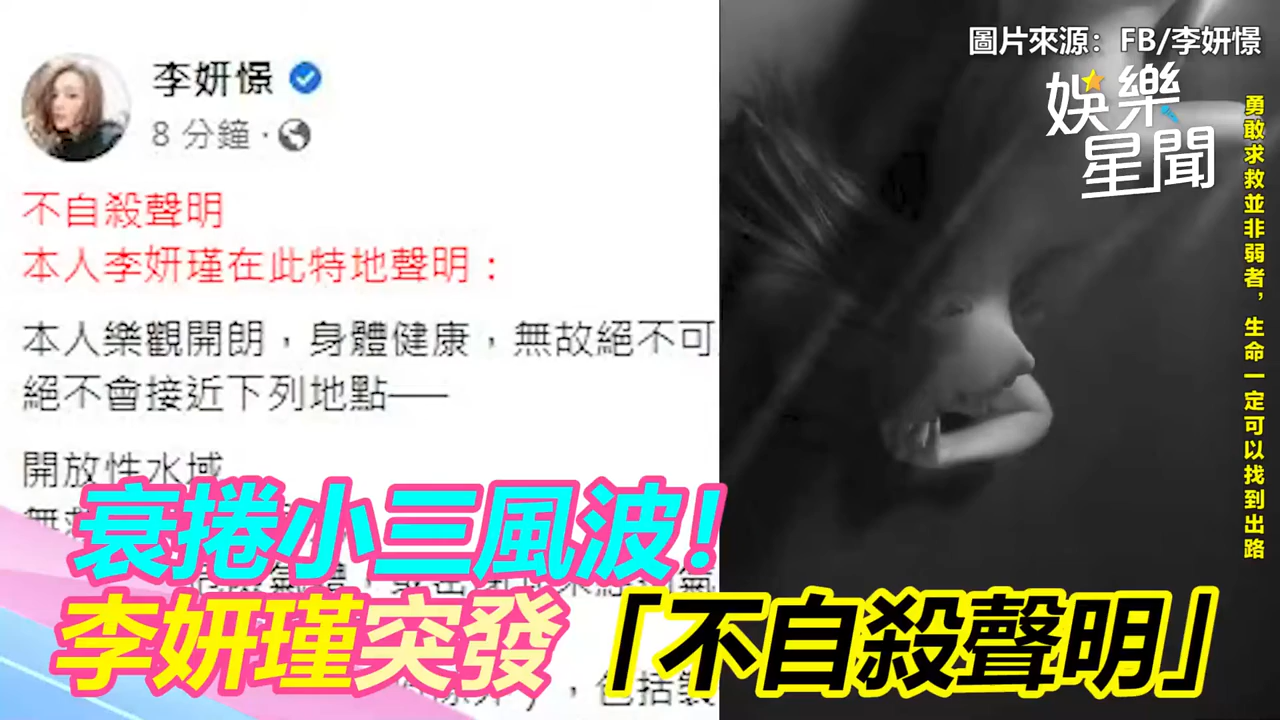 李妍憬
8 分鐘 ·
不自殺聲明
本人李妍瑾在此特地聲明：
本人樂觀開朗，身體健康，無故絕不可
絕不會接近下列地點——
開放性水域
，包括裝
衰捲小三風波！
李妍瑾突發「不自殺聲明」
圖片來源：FB/李妍憬
娛樂
星聞
勇敢求救並非弱者，生命一定可以找到出路